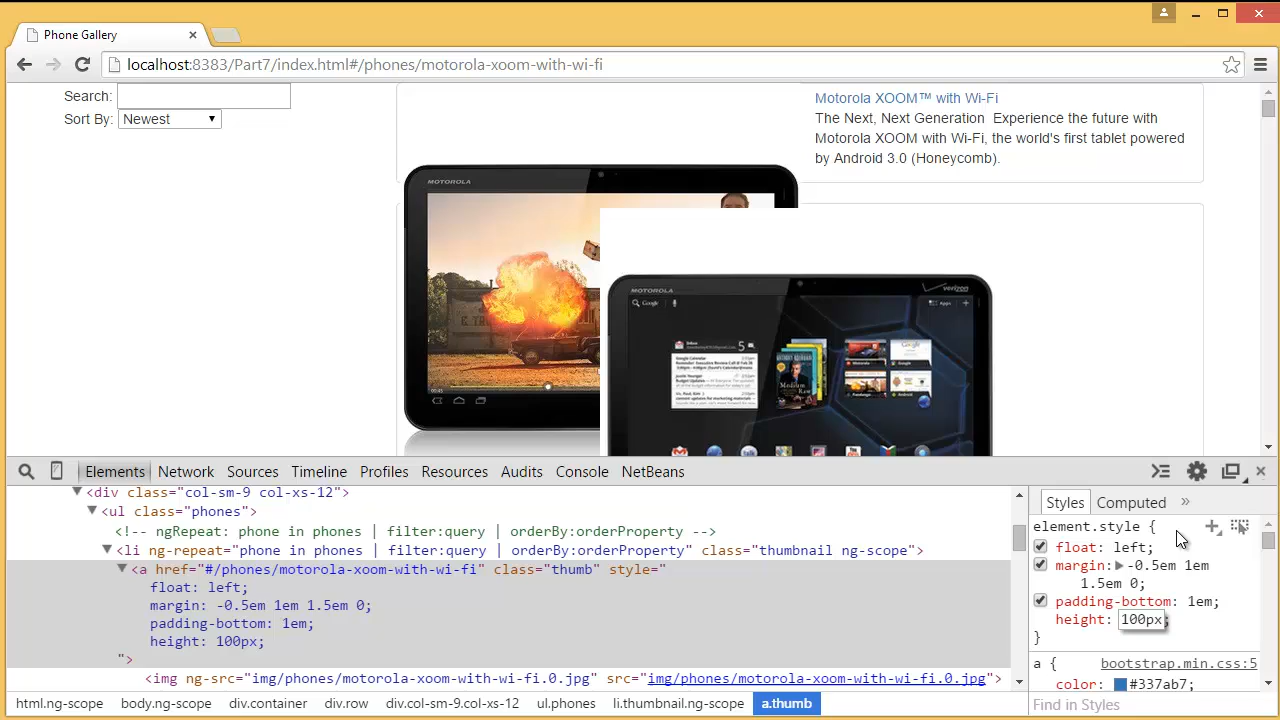 Phone Gallery
localhost:8383/Part7/index.html#/phones/motorola-xoom-with-wi-fi
Search:
Sort By: Newest
Motorola XOOM™ with Wi-Fi
The Next, Next Generation Experience the future with
Motorola XOOM with Wi-Fi, the world's first tablet powered
by Android 3.0 (Honeycomb).
MOTOROLA
MOTOROLA
verizon
Google
Apps
5
Medium
Raw
Elements Network Sources Timeline Profiles Resources Audits Console NetBeans
<div class="col-sm-9 col-xs-12">
<ul class="phones">
<!-- ngRepeat: phone in phones | filter:query | orderBy:orderProperty -->
<li ng-repeat="phone in phones | filter:query | orderBy:orderProperty" class="thumbnail ng-scope">
<a href="#/phones/motorola-xoom-with-wi-fi" class="thumb" style="
float: left;
margin: -0.5em 1em 1.5em 0;
padding-bottom: 1em;
height: 100px;
">
<img ng-src="img/phones/motorola-xoom-with-wi-fi.0.jpg" src="img/phones/motorola-xoom-with-wi-fi.0.jpg">
html.ng-scope body.ng-scope div.container div.row div.col-sm-9.col-xs-12 ul.phones li.thumbnail.ng-scope a.thumb
Styles Computed »
element.style {
float: left;
margin: -0.5em 1em
1.5em 0;
padding-bottom: 1em;
height: 100px;
}
a { bootstrap.min.css:5
color: #337ab7;
Find in Styles